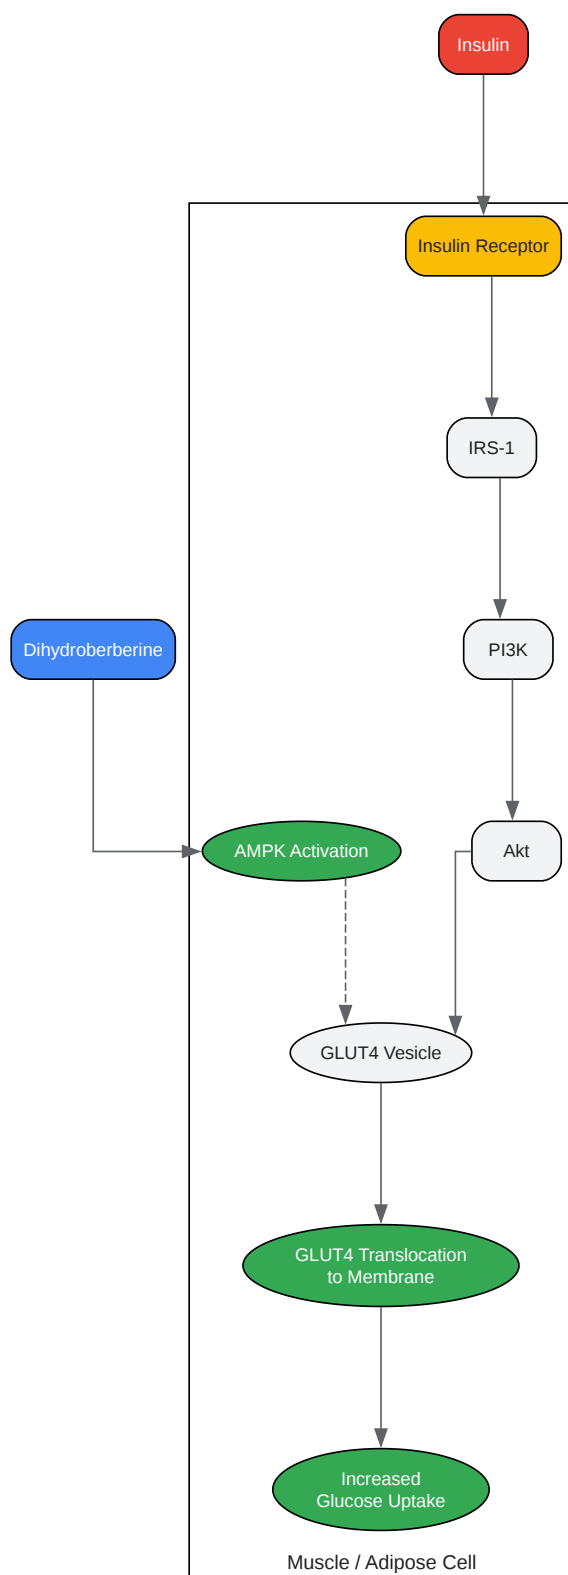 Insulin
Insulin Receptor
IRS-1
Dihydroberberine
PI3K
AMPK Activation
Akt
GLUT4 Vesicle
GLUT4 Translocation
to Membrane
Increased
Glucose Uptake
Muscle / Adipose Cell